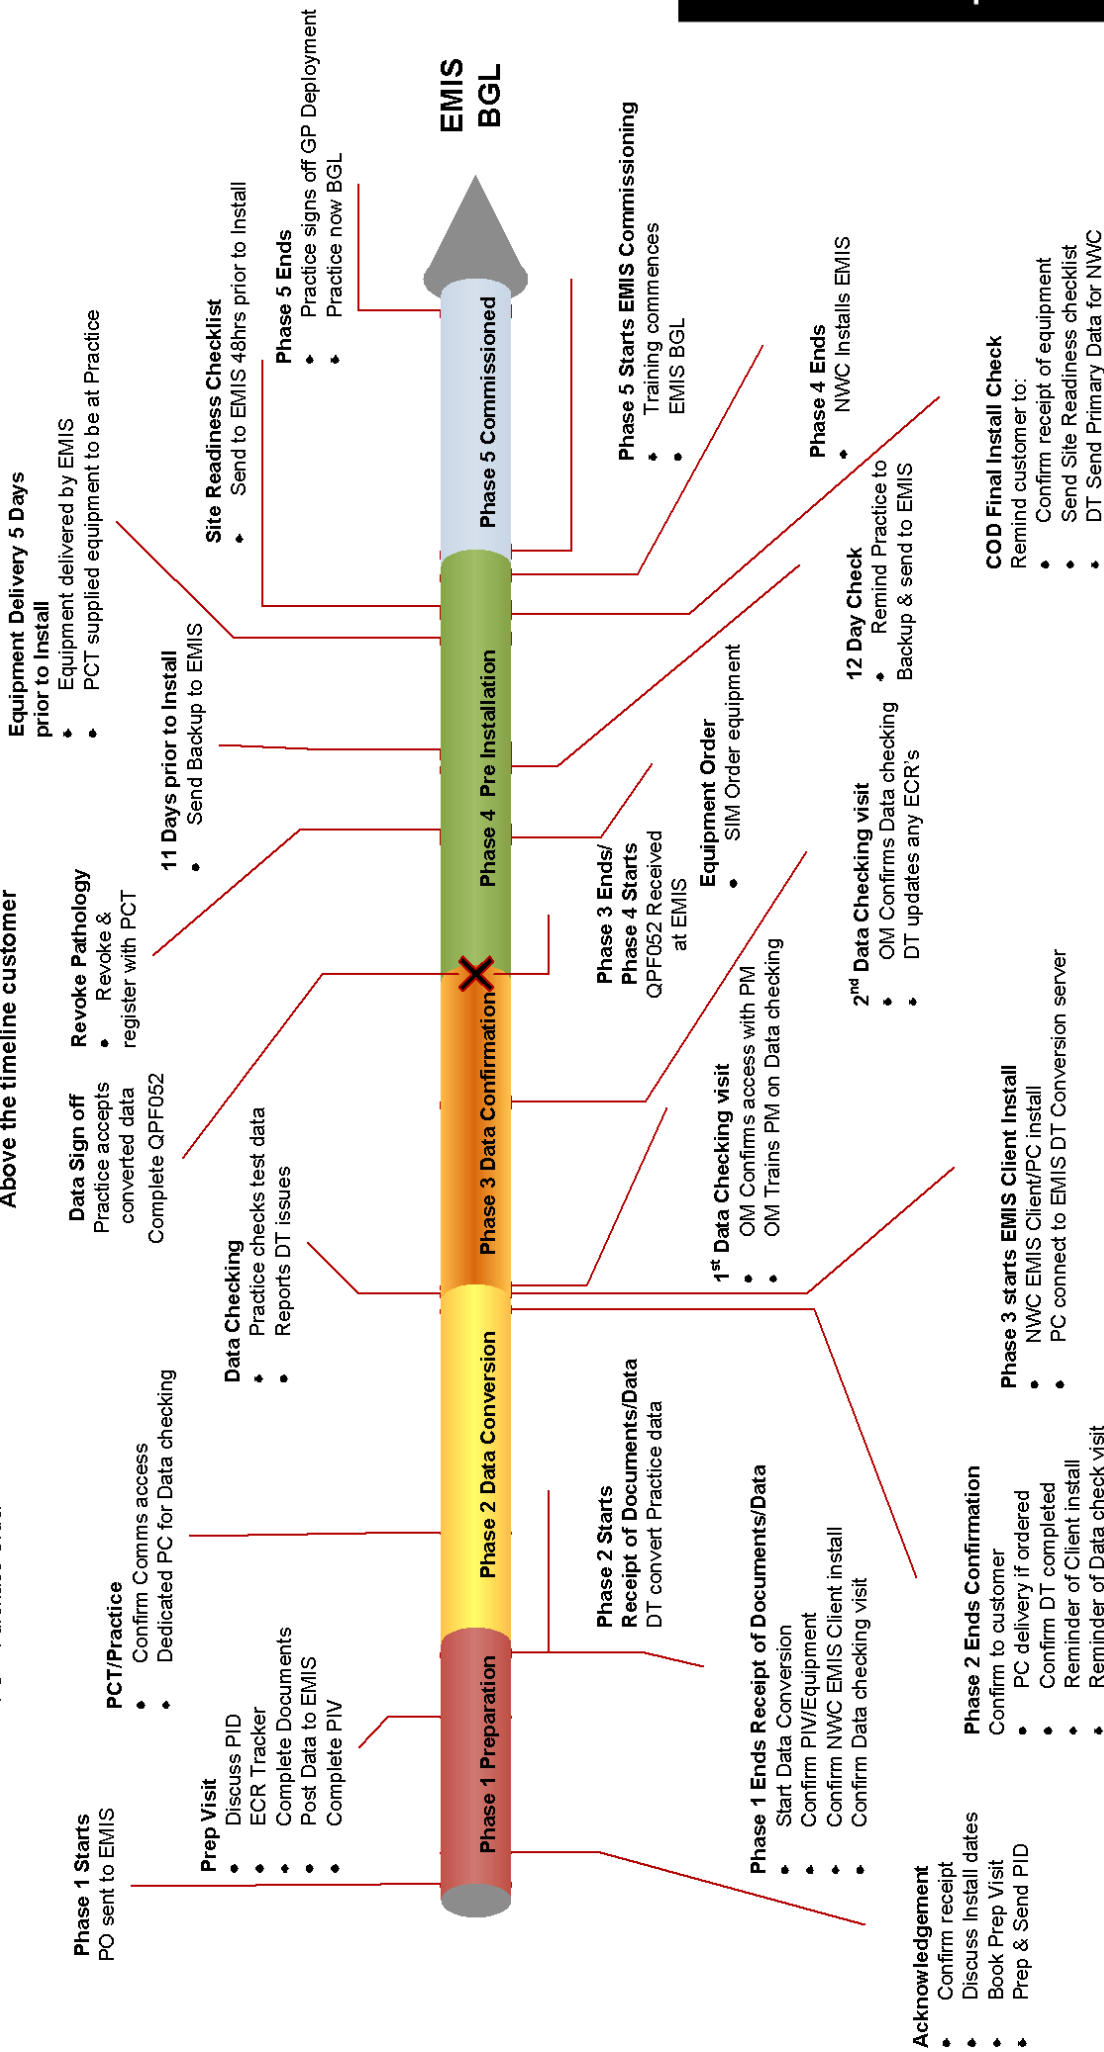 Above the timeline customer
Phase 1 Starts
PO sent to EMIS
Prep Visit
• Discuss PID
• ECR Tracker
• Complete Documents
• Post Data to EMIS
• Complete PIV
PCT/Practice
• Confirm Comms access
• Dedicated PC for Data checking
Data Checking
• Practice checks test data
• Reports DT issues
Data Sign off
Practice accepts
converted data
Complete QPF052
Revoke Pathology
• Revoke &
register with PCT
11 Days prior to Install
• Send Backup to EMIS
Equipment Delivery 5 Days
prior to Install
• Equipment delivered by EMIS
• PCT supplied equipment to be at Practice
Site Readiness Checklist
• Send to EMIS 48hrs prior to Install
Phase 5 Ends
• Practice signs off GP Deployment
• Practice now BGL
Phase 1 Preparation
Phase 2 Data Conversion
Phase 3 Data Confirmation
Phase 4 Pre Installation
Phase 5 Commissioned
EMIS
BGL
Acknowledgement
• Confirm receipt
• Discuss Install dates
• Book Prep Visit
• Prep & Send PID
Phase 1 Ends Receipt of Documents/Data
• Start Data Conversion
• Confirm PIV/Equipment
• Confirm NWC EMIS Client install
• Confirm Data checking visit
Phase 2 Starts
Receipt of Documents/Data
DT convert Practice data
Phase 2 Ends Confirmation
Confirm to customer
• PC delivery if ordered
• Confirm DT completed
• Reminder of Client install
• Reminder of Data check visit
Phase 3 starts EMIS Client Install
• NWC EMIS Client/PC install
• PC connect to EMIS DT Conversion server
1st Data Checking visit
• OM Confirms access with PM
• OM Trains PM on Data checking
2nd Data Checking visit
• OM Confirms Data checking
• DT updates any ECR's
Phase 3 Ends/
Phase 4 Starts
QPF052 Received
at EMIS
Equipment Order
• SIM Order equipment
12 Day Check
• Remind Practice to
Backup & send to EMIS
COD Final Install Check
Remind customer to:
• Confirm receipt of equipment
• Send Site Readiness checklist
• DT Send Primary Data for NWC
Phase 4 Ends
• NWC Installs EMIS
Phase 5 Starts EMIS Commissioning
• Training commences
• EMIS BGL